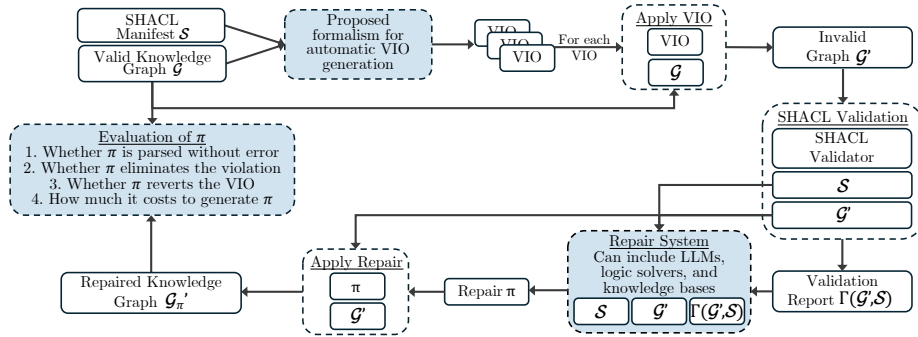 SHACL
Manifest 𝓢
Valid Knowledge
Graph 𝓖
Proposed
formalism for
automatic VIO
generation
VIO
VIO
VIO
For each
VIO
Apply VIO
VIO
𝓖
Invalid
Graph 𝓖'
SHACL Validation
SHACL
Validator
𝓢
𝓖'
Evaluation of π
1. Whether π is parsed without error
2. Whether π eliminates the violation
3. Whether π reverts the VIO
4. How much it costs to generate π
Repaired Knowledge
Graph 𝓖π'
Apply Repair
π
𝓖'
Repair π
Repair System
Can include LLMs,
logic solvers, and
knowledge bases
𝓢
𝓖'
Γ(𝓖',𝓢)
Validation
Report Γ(𝓖',𝓢)